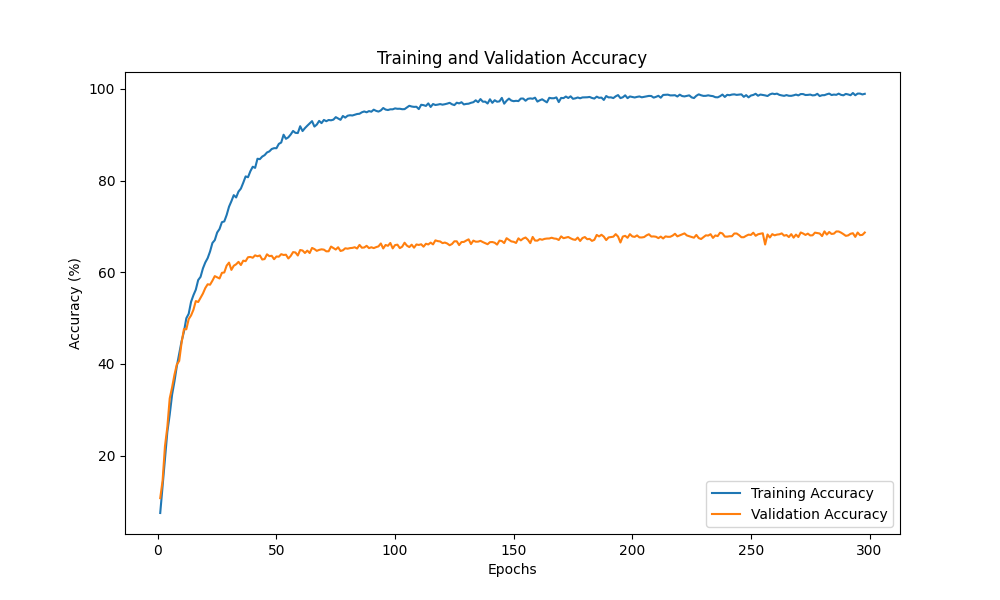 Training and Validation Accuracy
100
80
60
40
20
Accuracy (%)
0
50
100
150
200
250
300
Epochs
Training Accuracy
Validation Accuracy